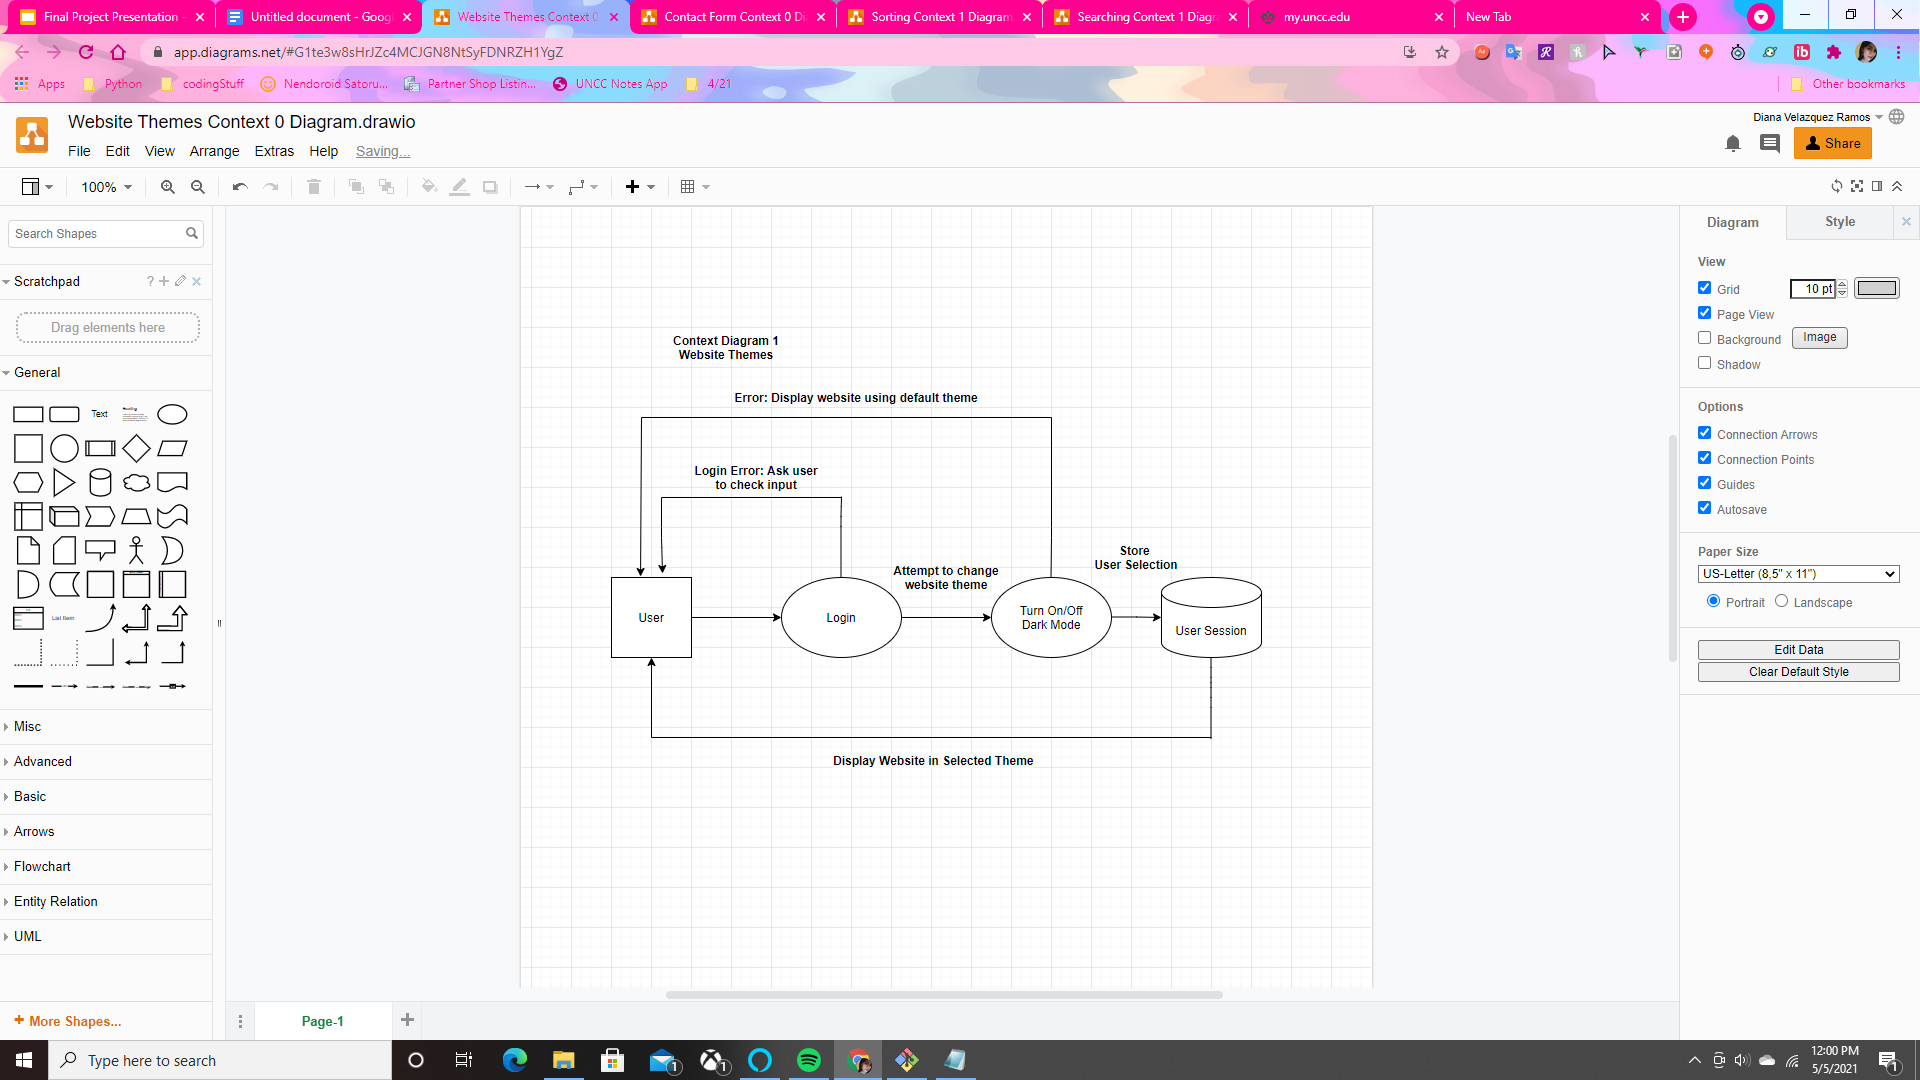 Final Project Presentation -
Untitled document - Goog
Website Themes Context 0
Contact Form Context 0 Di
Sorting Context 1 Diagram
Searching Context 1 Diagr
my.uncc.edu
New Tab
app.diagrams.net/#G1te3w8sHrJZc4MCJGN8NtSyFDNRZH1YgZ
Apps
Python
codingStuff
Nendoroid Satoru...
Partner Shop Listin...
UNCC Notes App
4/21
Other bookmarks
Website Themes Context 0 Diagram.drawio
Diana Velazquez Ramos
File Edit View Arrange Extras Help Saving...
Share
100%
Search Shapes
Scratchpad
?
Drag elements here
General
Text
Heading
List Item
Misc
Advanced
Basic
Arrows
Flowchart
Entity Relation
UML
+ More Shapes...
Context Diagram 1
Website Themes
Error: Display website using default theme
Login Error: Ask user
to check input
Store
User Selection
Attempt to change
website theme
User
Login
Turn On/Off
Dark Mode
User Session
Display Website in Selected Theme
Page-1
Diagram
Style
View
Grid
10 pt
Page View
Background
Image
Shadow
Options
Connection Arrows
Connection Points
Guides
Autosave
Paper Size
US-Letter (8,5" x 11")
Portrait
Landscape
Edit Data
Clear Default Style
Type here to search
1
1
12:00 PM
5/5/2021
1